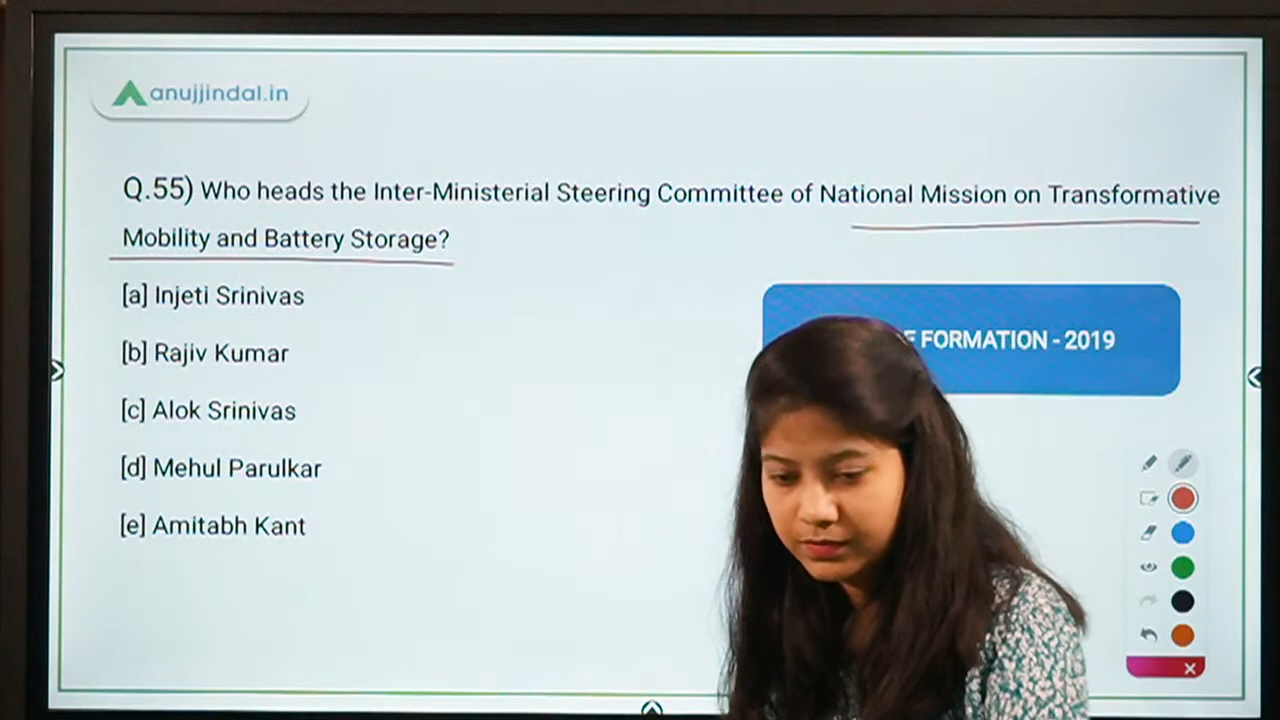 anujjindal.in
Q.55) Who heads the Inter-Ministerial Steering Committee of National Mission on Transformative
Mobility and Battery Storage?
[a] Injeti Srinivas
[b] Rajiv Kumar
[c] Alok Srinivas
[d] Mehul Parulkar
[e] Amitabh Kant
FORMATION - 2019